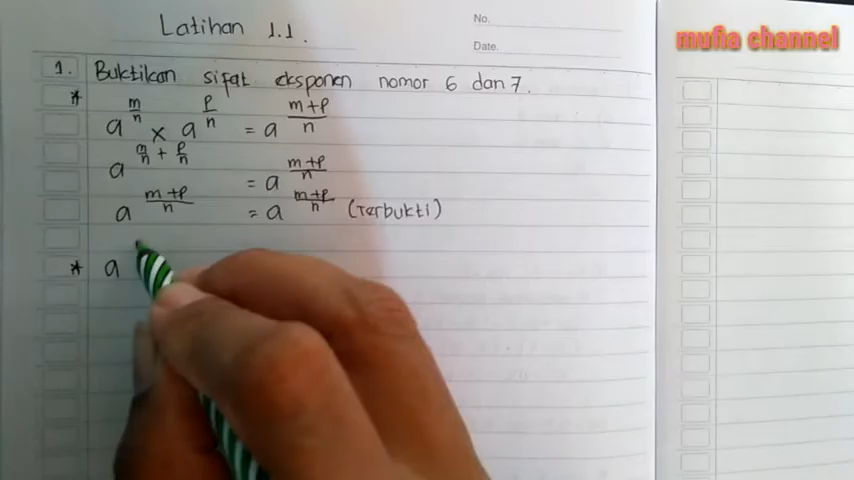 Latihan 1.1.
No.
Date.
mufia channel
1. Buktikan sifat eksponen nomor 6 dan 7.
* a^(m/n) × a^(p/n) = a^((m+p)/n)
a^(m/n + p/n) = a^((m+p)/n)
a^((m+p)/n) = a^((m+p)/n) (Terbukti)
* a